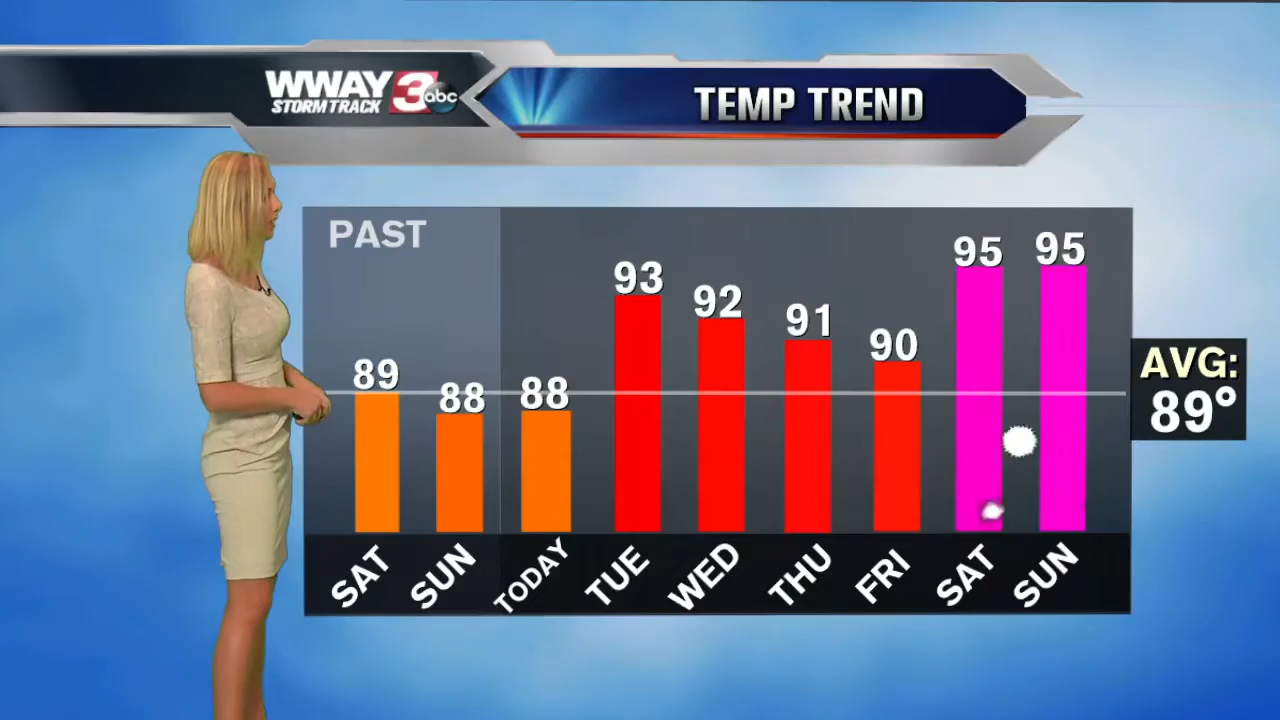 WWAY 3 abc
STORMTRACK
TEMP TREND
PAST
89
88
88
93
92
91
90
95
95
AVG:
89°
SAT
SUN
TODAY
TUE
WED
THU
FRI
SAT
SUN